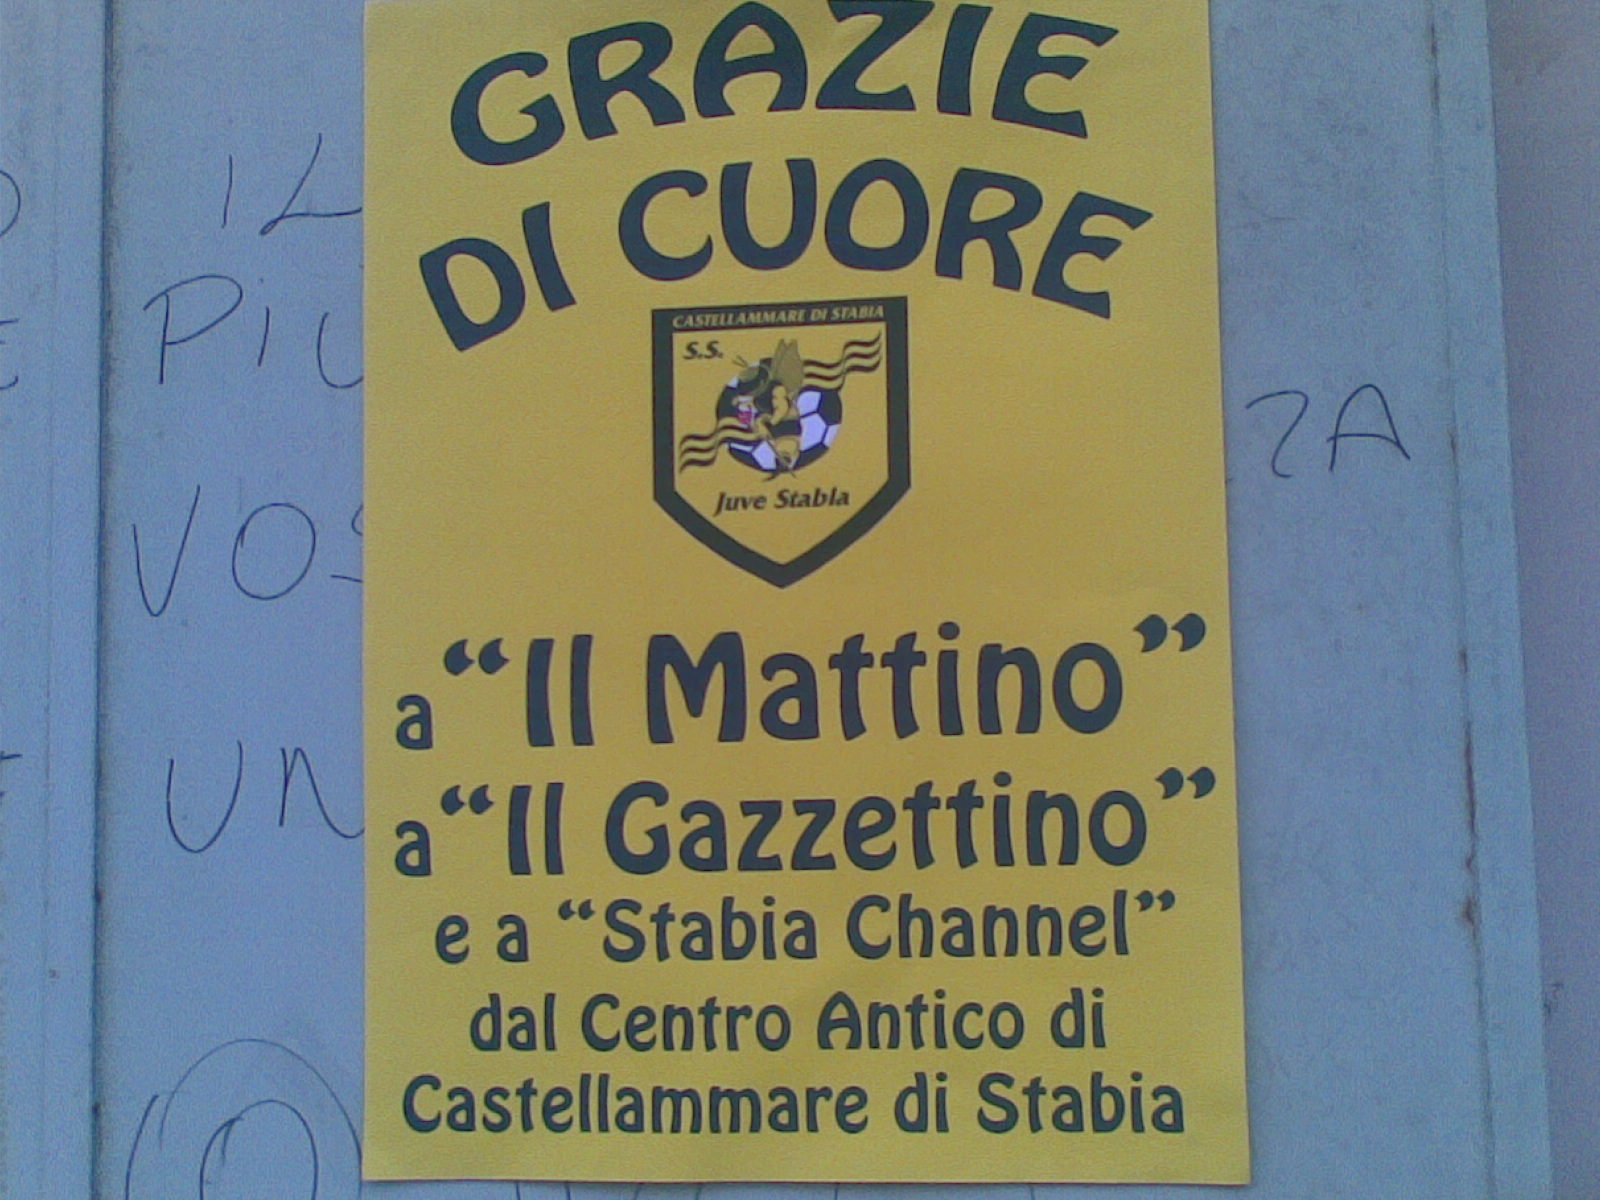 GRAZIE
DI CUORE
CASTELLAMMARE DI STABIA
S.S.
Juve Stabia
a “Il Mattino”
a “Il Gazzettino”
e a “Stabia Channel”
dal Centro Antico di
Castellammare di Stabia
IL
PIU
VOS
UN
ZA